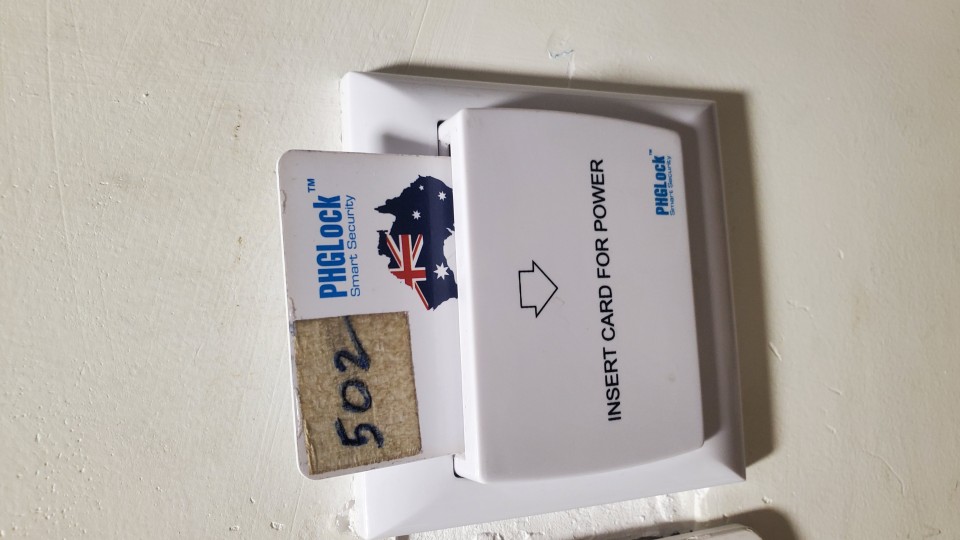 502
PHGLOCK™
Smart Security
INSERT CARD FOR POWER
PHGLOCK™
Smart Security